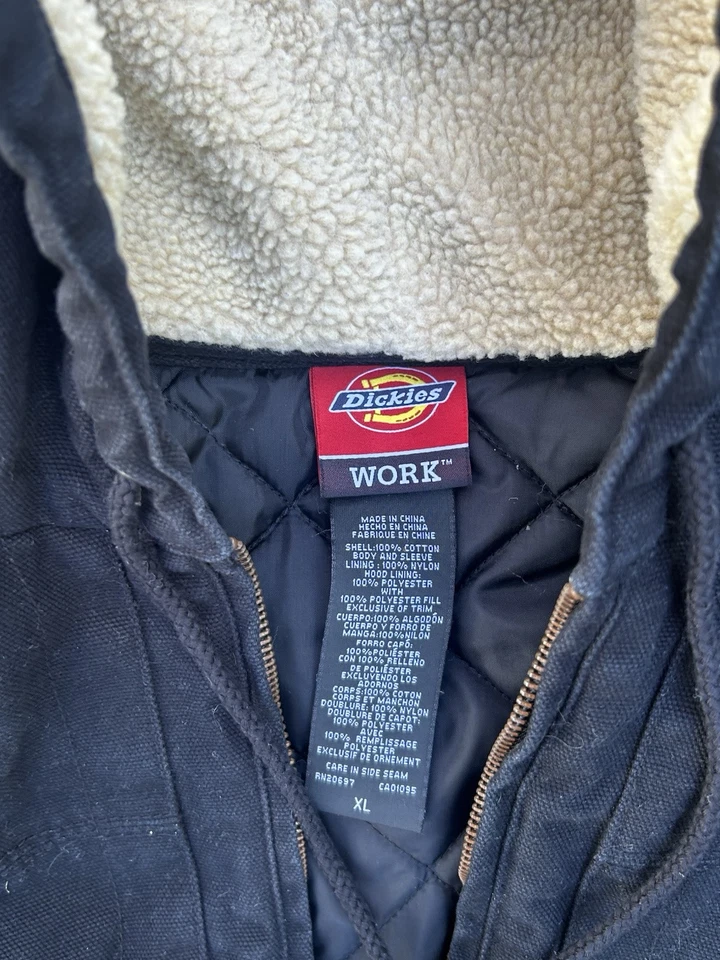 Dickies
WORK™
MADE IN CHINA
HECHO EN CHINA
FABRIQUE EN CHINE
SHELL:100% COTTON
BODY AND SLEEVE
LINING : 100% NYLON
HOOD LINING:
100% POLYESTER
WITH
100% POLYESTER FILL
EXCLUSIVE OF TRIM
CUERPO:100% ALGODÓN
CUERPO Y FORRO DE
MANGA:100%NILON
FORRO CAPÓ:
100%POLIÉSTER
CON 100% RELLENO
DE POLIÉSTER
EXCLUYENDO LOS
ADORNOS
CORPS:100% COTON
CORPS ET MANCHON
DOUBLURE: 100% NYLON
DOUBLURE DE CAPOT:
100% POLYESTER
AVEC
100% REMPLISSAGE
POLYESTER
EXCLUSIF DE ORNEMENT
CARE IN SIDE SEAM
RN20697 CA01095
XL